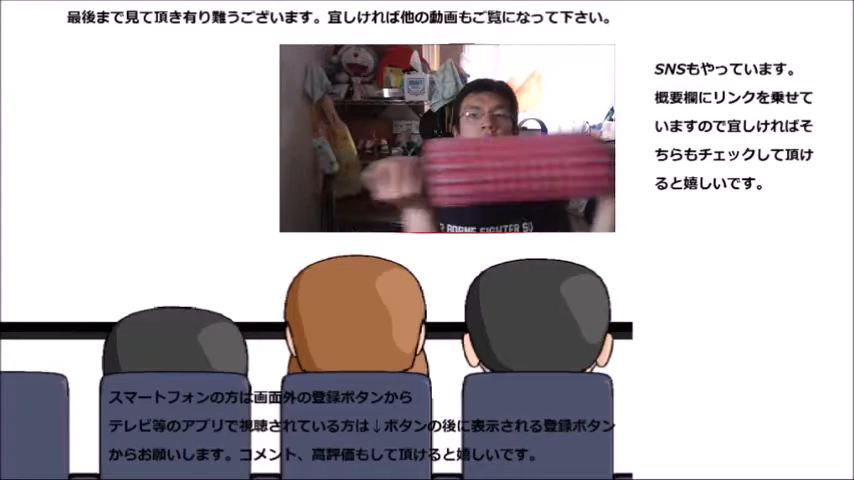 最後まで見て頂き有り難うございます。宜しければ他の動画もご覧になって下さい。
SNSもやっています。
概要欄にリンクを乗せて
いますので宜しければそ
ちらもチェックして頂け
ると嬉しいです。
スマートフォンの方は画面外の登録ボタンから
テレビ等のアプリで視聴されている方は↓ボタンの後に表示される登録ボタン
からお願いします。コメント、高評価もして頂けると嬉しいです。